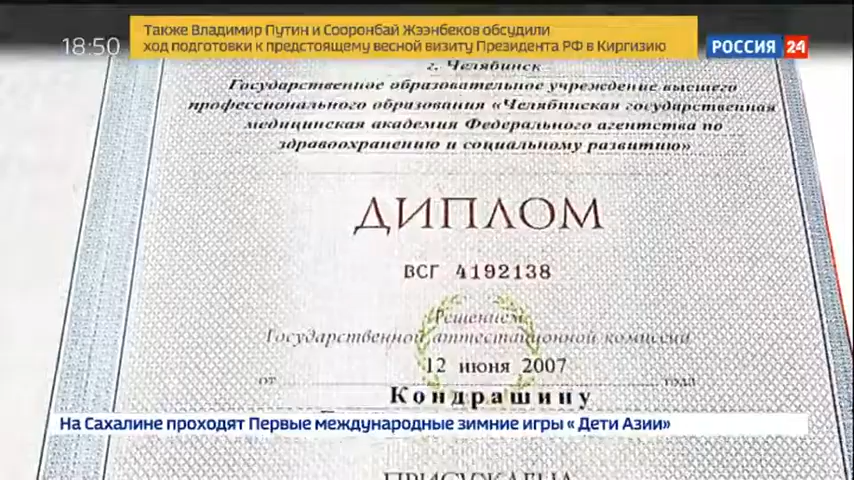 18:50
Также Владимир Путин и Сооронбай Жээнбеков обсудили
ход подготовки к предстоящему весной визиту Президента РФ в Киргизию
РОССИЯ 24
г. Челябинск
Государственное образовательное учреждение высшего
профессионального образования «Челябинская государственная
медицинская академия Федерального агентства по
здравоохранению и социальному развитию»
ДИПЛОМ
ВСГ 4192138
Решением
Государственной аттестационной комиссии
от 12 июня 2007 года
Кондрашину
На Сахалине проходят Первые международные зимние игры «Дети Азии»
ПРИСУЖДЕНА